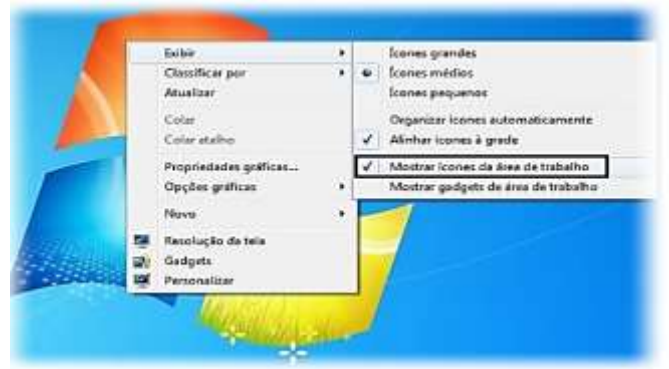 Exibir
Classificar por
Atualizar
Colar
Colar atalho
Propriedades gráficas...
Opções gráficas
Novo
Resolução da tela
Gadgets
Personalizar
Ícones grandes
Ícones médios
Ícones pequenos
Organizar ícones automaticamente
Alinhar ícones à grade
Mostrar ícones da área de trabalho
Mostrar gadgets de área de trabalho